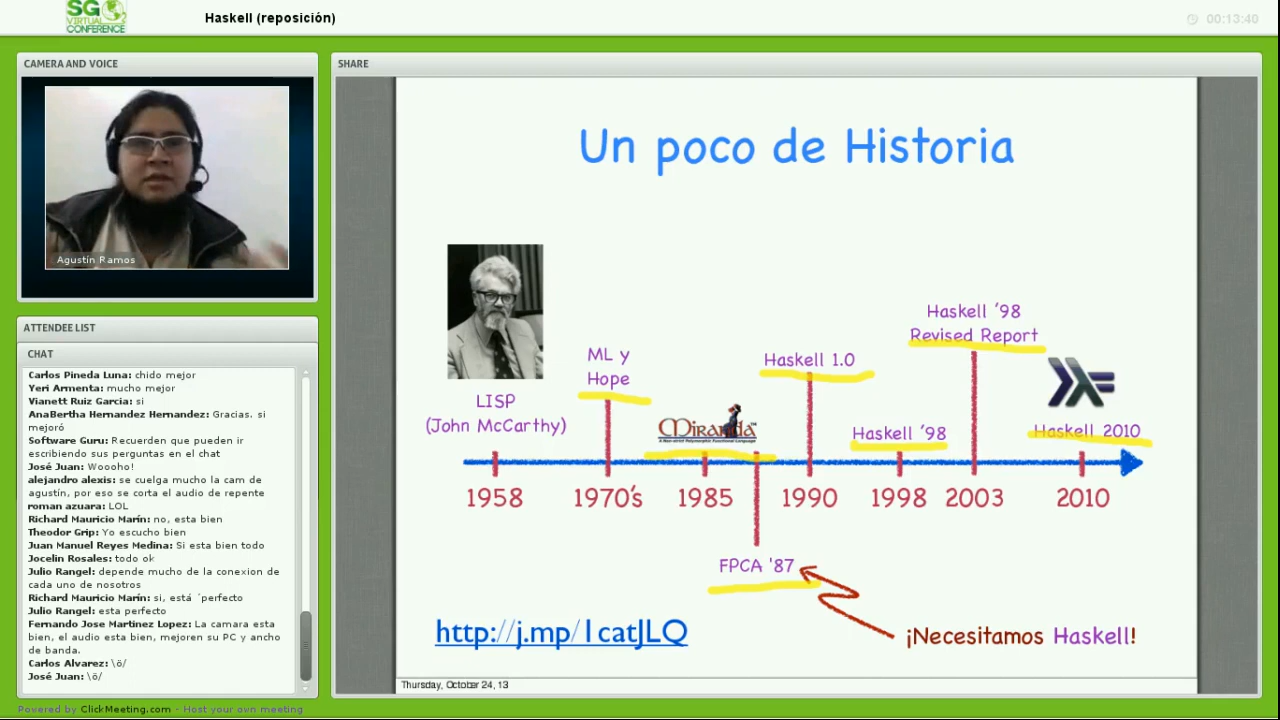 SG
VIRTUAL
CONFERENCE
Haskell (reposición)
00:13:40
CAMERA AND VOICE
Agustín Ramos
ATTENDEE LIST
CHAT
Carlos Pineda Luna: chido mejor
Yeri Armenta: mucho mejor
Vianett Ruiz Garcia: si
AnaBertha Hernandez Hernandez: Gracias. si
mejoró
Software Guru: Recuerden que pueden ir
escribiendo sus perguntas en el chat
José Juan: Woooho!
alejandro alexis: se cuelga mucho la cam de
agustín, por eso se corta el audio de repente
roman azuara: LOL
Richard Mauricio Marín: no, esta bien
Theodor Grip: Yo escucho bien
Juan Manuel Reyes Medina: Si esta bien todo
Jocelin Rosales: todo ok
Julio Rangel: depende mucho de la conexion de
cada uno de nosotros
Richard Mauricio Marín: si, está ´perfecto
Julio Rangel: esta perfecto
Fernando Jose Martinez Lopez: La camara esta
bien, el audio esta bien, mejoren su PC y ancho
de banda.
Carlos Alvarez: \ö/
José Juan: \ö/
Powered by ClickMeeting.com - Host your own meeting
SHARE
Un poco de Historia
LISP
(John McCarthy)
ML y
Hope
Miranda
A Non-strict Polymorphic Functional Language
Haskell 1.0
Haskell '98
Haskell '98
Revised Report
Haskell 2010
1958
1970's
1985
1990
1998
2003
2010
FPCA '87
¡Necesitamos Haskell!
http://j.mp/1catJLQ
Thursday, October 24, 13